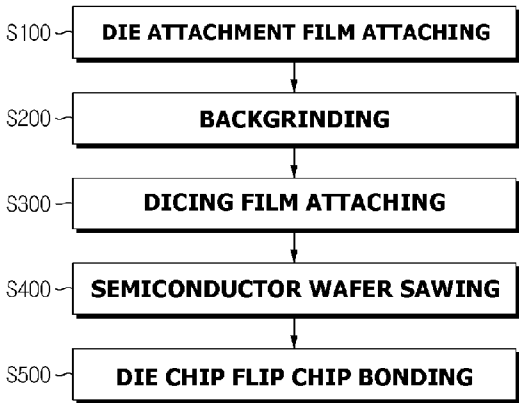 S100 DIE ATTACHMENT FILM ATTACHING
S200 BACKGRINDING
S300 DICING FILM ATTACHING
S400 SEMICONDUCTOR WAFER SAWING
S500 DIE CHIP FLIP CHIP BONDING